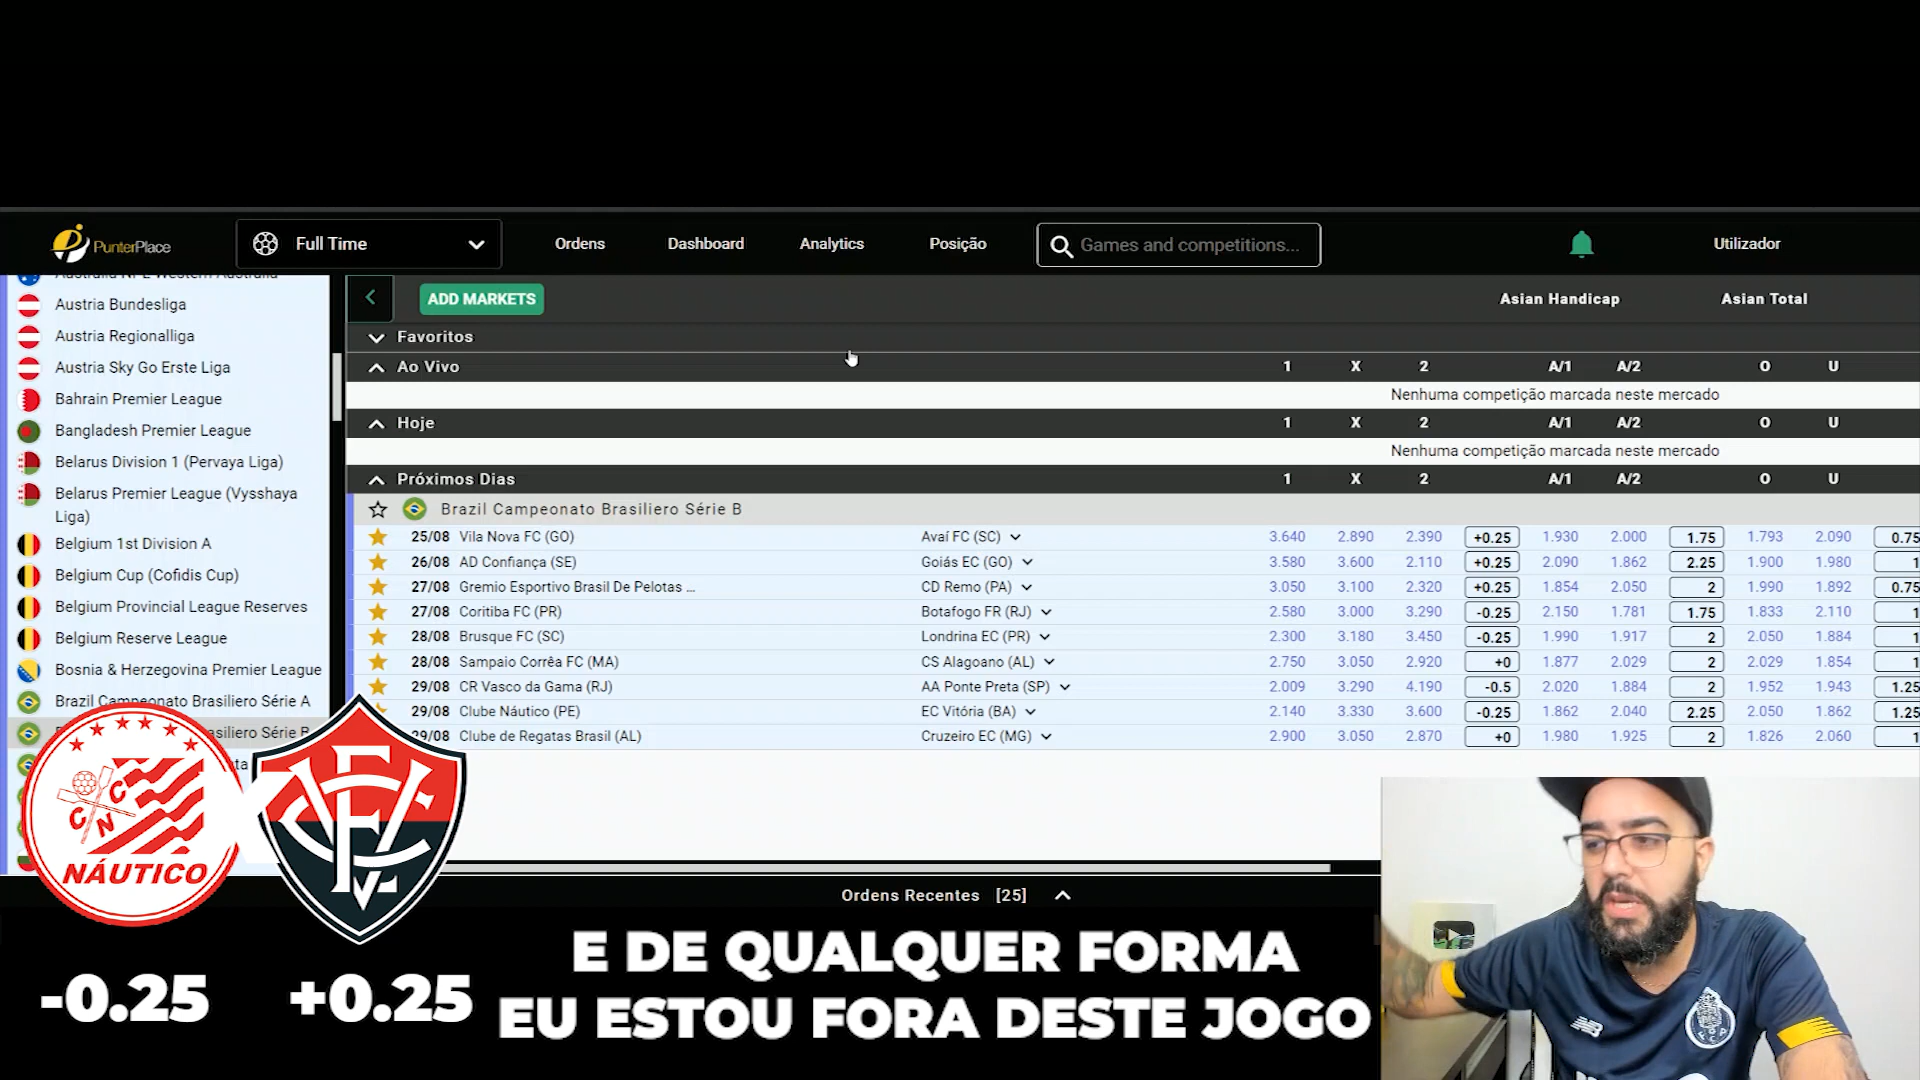 PunterPlace
Full Time
Ordens
Dashboard
Analytics
Posição
Games and competitions...
Utilizador
Austria Bundesliga
Austria Regionalliga
Austria Sky Go Erste Liga
Bahrain Premier League
Bangladesh Premier League
Belarus Division 1 (Pervaya Liga)
Belarus Premier League (Vysshaya
Liga)
Belgium 1st Division A
Belgium Cup (Cofidis Cup)
Belgium Provincial League Reserves
Belgium Reserve League
Bosnia & Herzegovina Premier League
Brazil Campeonato Brasiliero Série A
ADD MARKETS
Asian Handicap
Asian Total
Favoritos
Ao Vivo 1 X 2 A/1 A/2 O U
Nenhuma competição marcada neste mercado
Hoje 1 X 2 A/1 A/2 O U
Nenhuma competição marcada neste mercado
Próximos Dias 1 X 2 A/1 A/2 O U
Brazil Campeonato Brasiliero Série B
25/08 Vila Nova FC (GO) Avaí FC (SC) 3.640 2.890 2.390 +0.25 1.930 2.000 1.75 1.793 2.090 0.75
26/08 AD Confiança (SE) Goiás EC (GO) 3.580 3.600 2.110 +0.25 2.090 1.862 2.25 1.900 1.980 1
27/08 Gremio Esportivo Brasil De Pelotas ... CD Remo (PA) 3.050 3.100 2.320 +0.25 1.854 2.050 2 1.990 1.892 0.75
27/08 Coritiba FC (PR) Botafogo FR (RJ) 2.580 3.000 3.290 -0.25 2.150 1.781 1.75 1.833 2.110 1
28/08 Brusque FC (SC) Londrina EC (PR) 2.300 3.180 3.450 -0.25 1.990 1.917 2 2.050 1.884 1
28/08 Sampaio Corrêa FC (MA) CS Alagoano (AL) 2.750 3.050 2.920 +0 1.877 2.029 2 2.029 1.854 1
29/08 CR Vasco da Gama (RJ) AA Ponte Preta (SP) 2.009 3.290 4.190 -0.5 2.020 1.884 2 1.952 1.943 1.25
29/08 Clube Náutico (PE) EC Vitória (BA) 2.140 3.330 3.600 -0.25 1.862 2.040 2.25 2.050 1.862 1.25
29/08 Clube de Regatas Brasil (AL) Cruzeiro EC (MG) 2.900 3.050 2.870 +0 1.980 1.925 2 1.826 2.060 1
Ordens Recentes [25]
NÁUTICO
-0.25
+0.25
E DE QUALQUER FORMA
EU ESTOU FORA DESTE JOGO